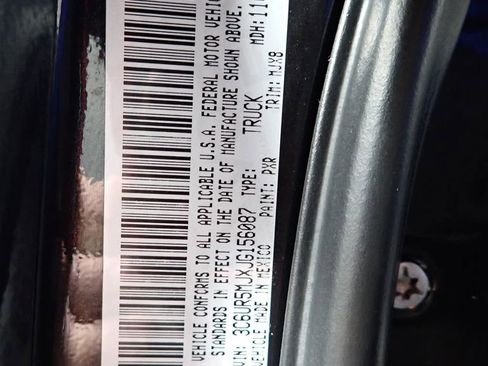 VEHICLE CONFORMS TO ALL APPLICABLE U.S.A. FEDERAL MOTOR
STANDARDS IN EFFECT ON THE DATE OF MANUFACTURE SHOWN ABOVE.
VIN: 3C6UR5MJXJG156087 TYPE: TRUCK MDH:
VEHICLE MADE IN MEXICO PAINT: PXR TRIM: MJX8